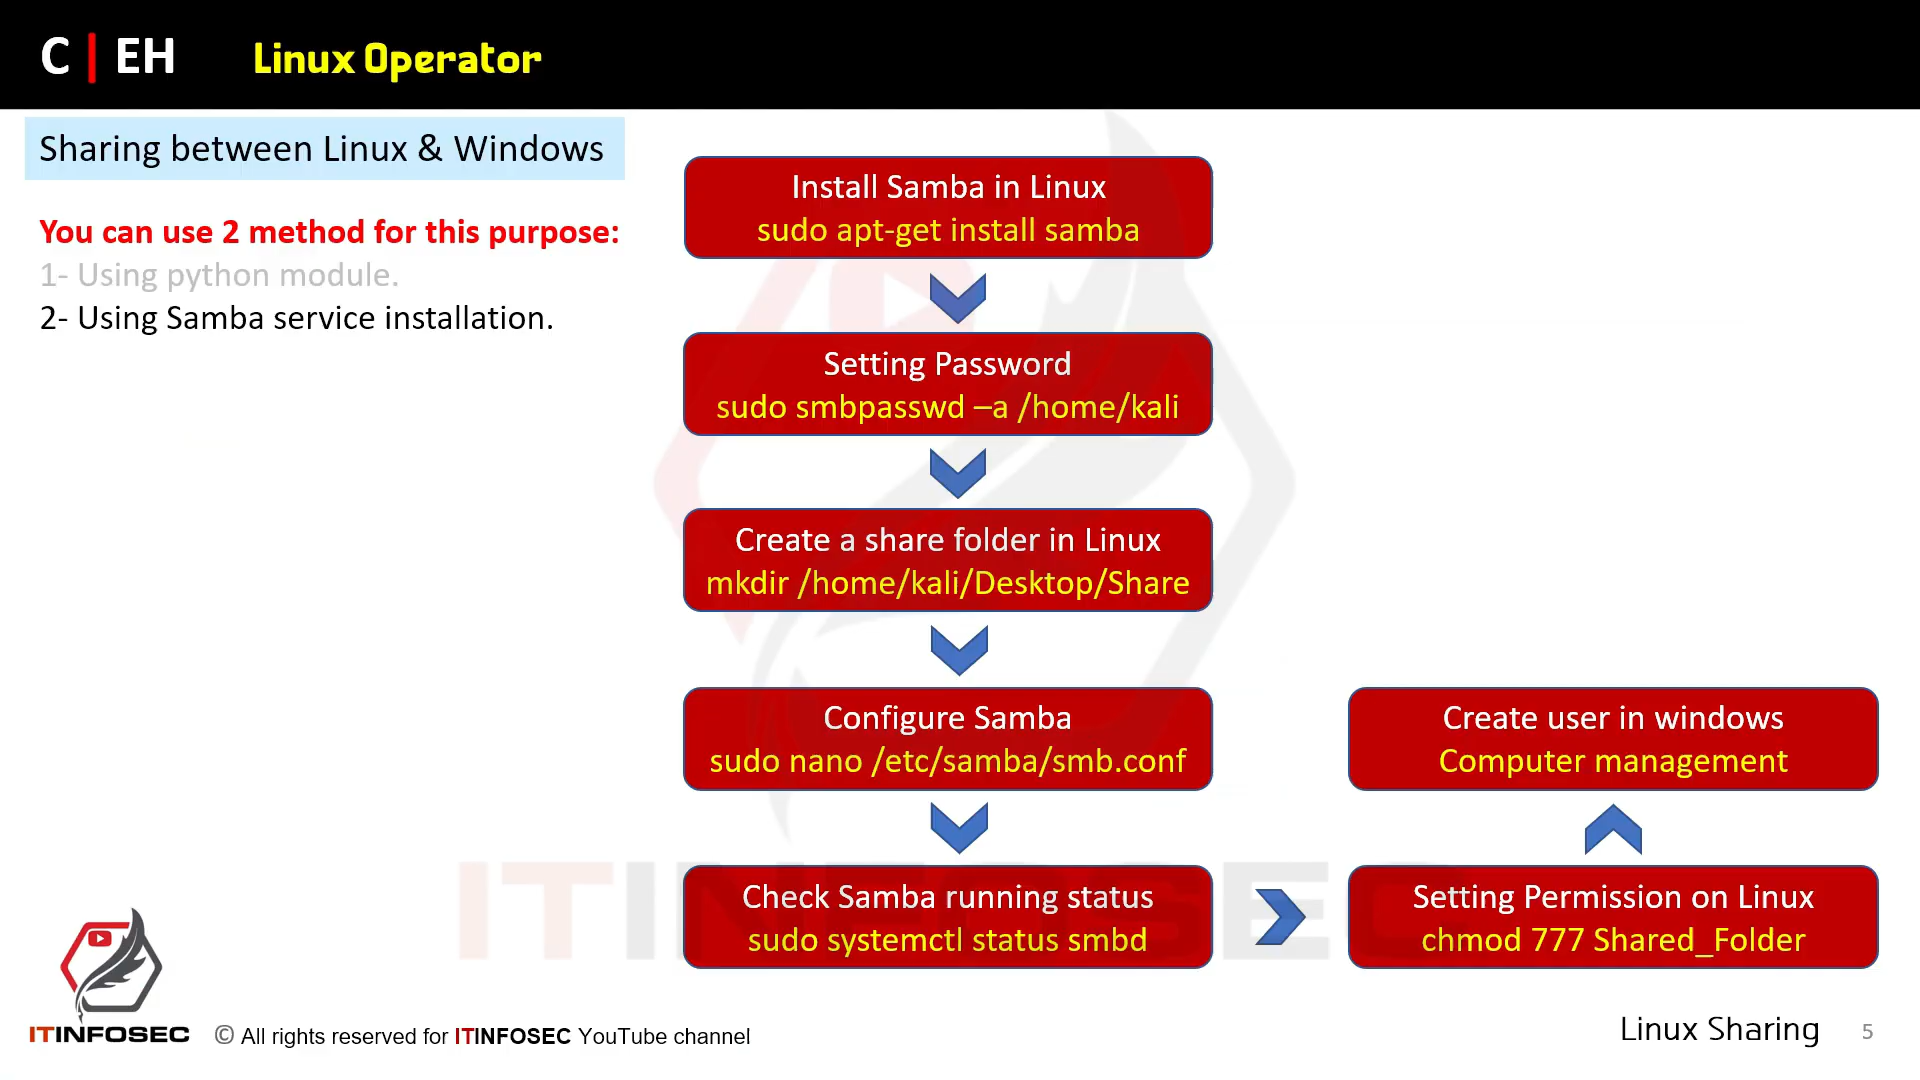 C | EH
Linux Operator
Sharing between Linux & Windows
You can use 2 method for this purpose:
1- Using python module.
2- Using Samba service installation.
Install Samba in Linux
sudo apt-get install samba
Setting Password
sudo smbpasswd –a /home/kali
Create a share folder in Linux
mkdir /home/kali/Desktop/Share
Configure Samba
sudo nano /etc/samba/smb.conf
Check Samba running status
sudo systemctl status smbd
Setting Permission on Linux
chmod 777 Shared_Folder
Create user in windows
Computer management
ITINFOSEC
ITINFOSEC
© All rights reserved for ITINFOSEC YouTube channel
Linux Sharing
5